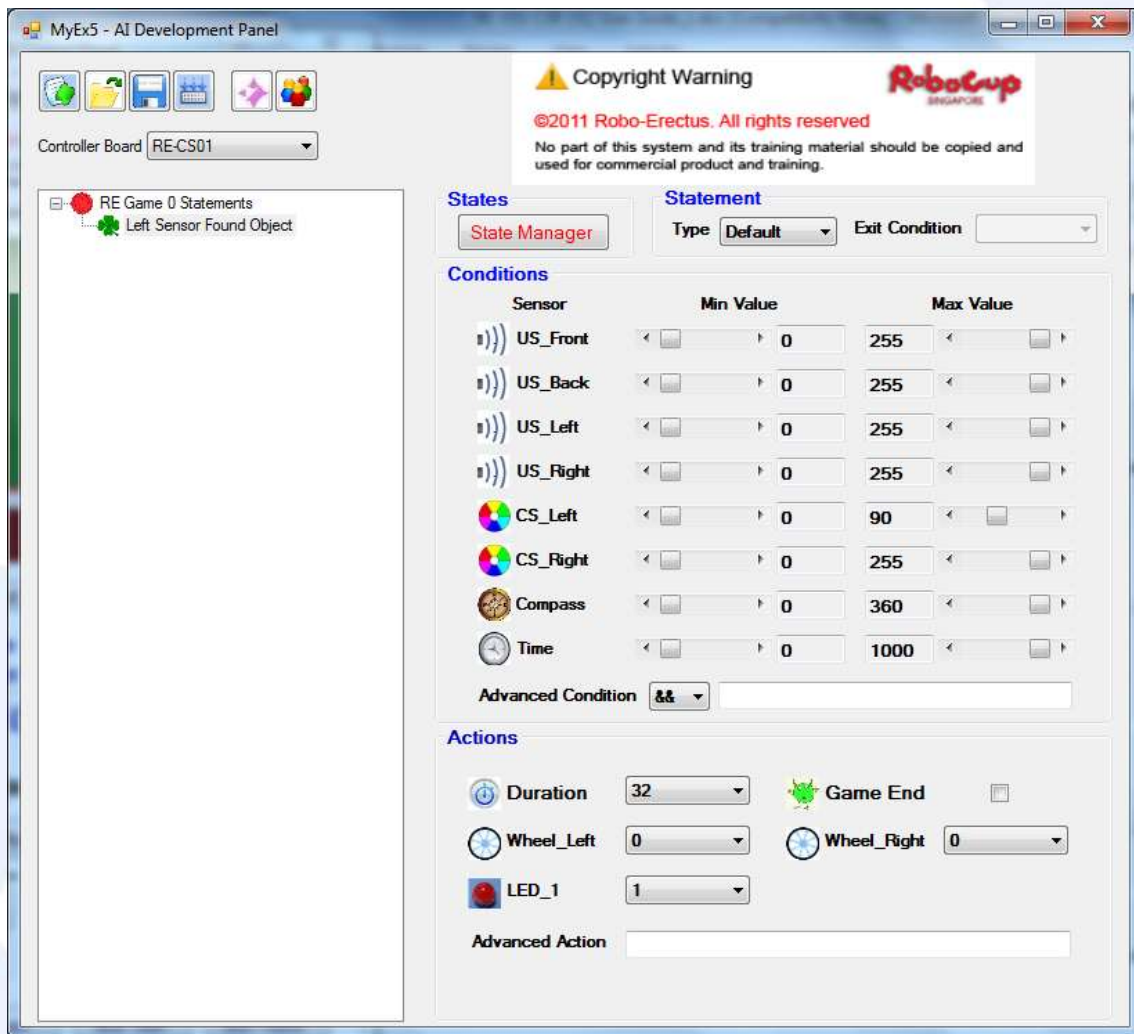 MyEx5 - AI Development Panel
Copyright Warning
RoboCup
SINGAPORE
©2011 Robo-Erectus. All rights reserved
No part of this system and its training material should be copied and
used for commercial product and training.
Controller Board RE-CS01
RE Game 0 Statements
Left Sensor Found Object
States
State Manager
Statement
Type Default Exit Condition
Conditions
Sensor Min Value Max Value
US_Front 0 255
US_Back 0 255
US_Left 0 255
US_Right 0 255
CS_Left 0 90
CS_Right 0 255
Compass 0 360
Time 0 1000
Advanced Condition &&
Actions
Duration 32 Game End
Wheel_Left 0 Wheel_Right 0
LED_1 1
Advanced Action